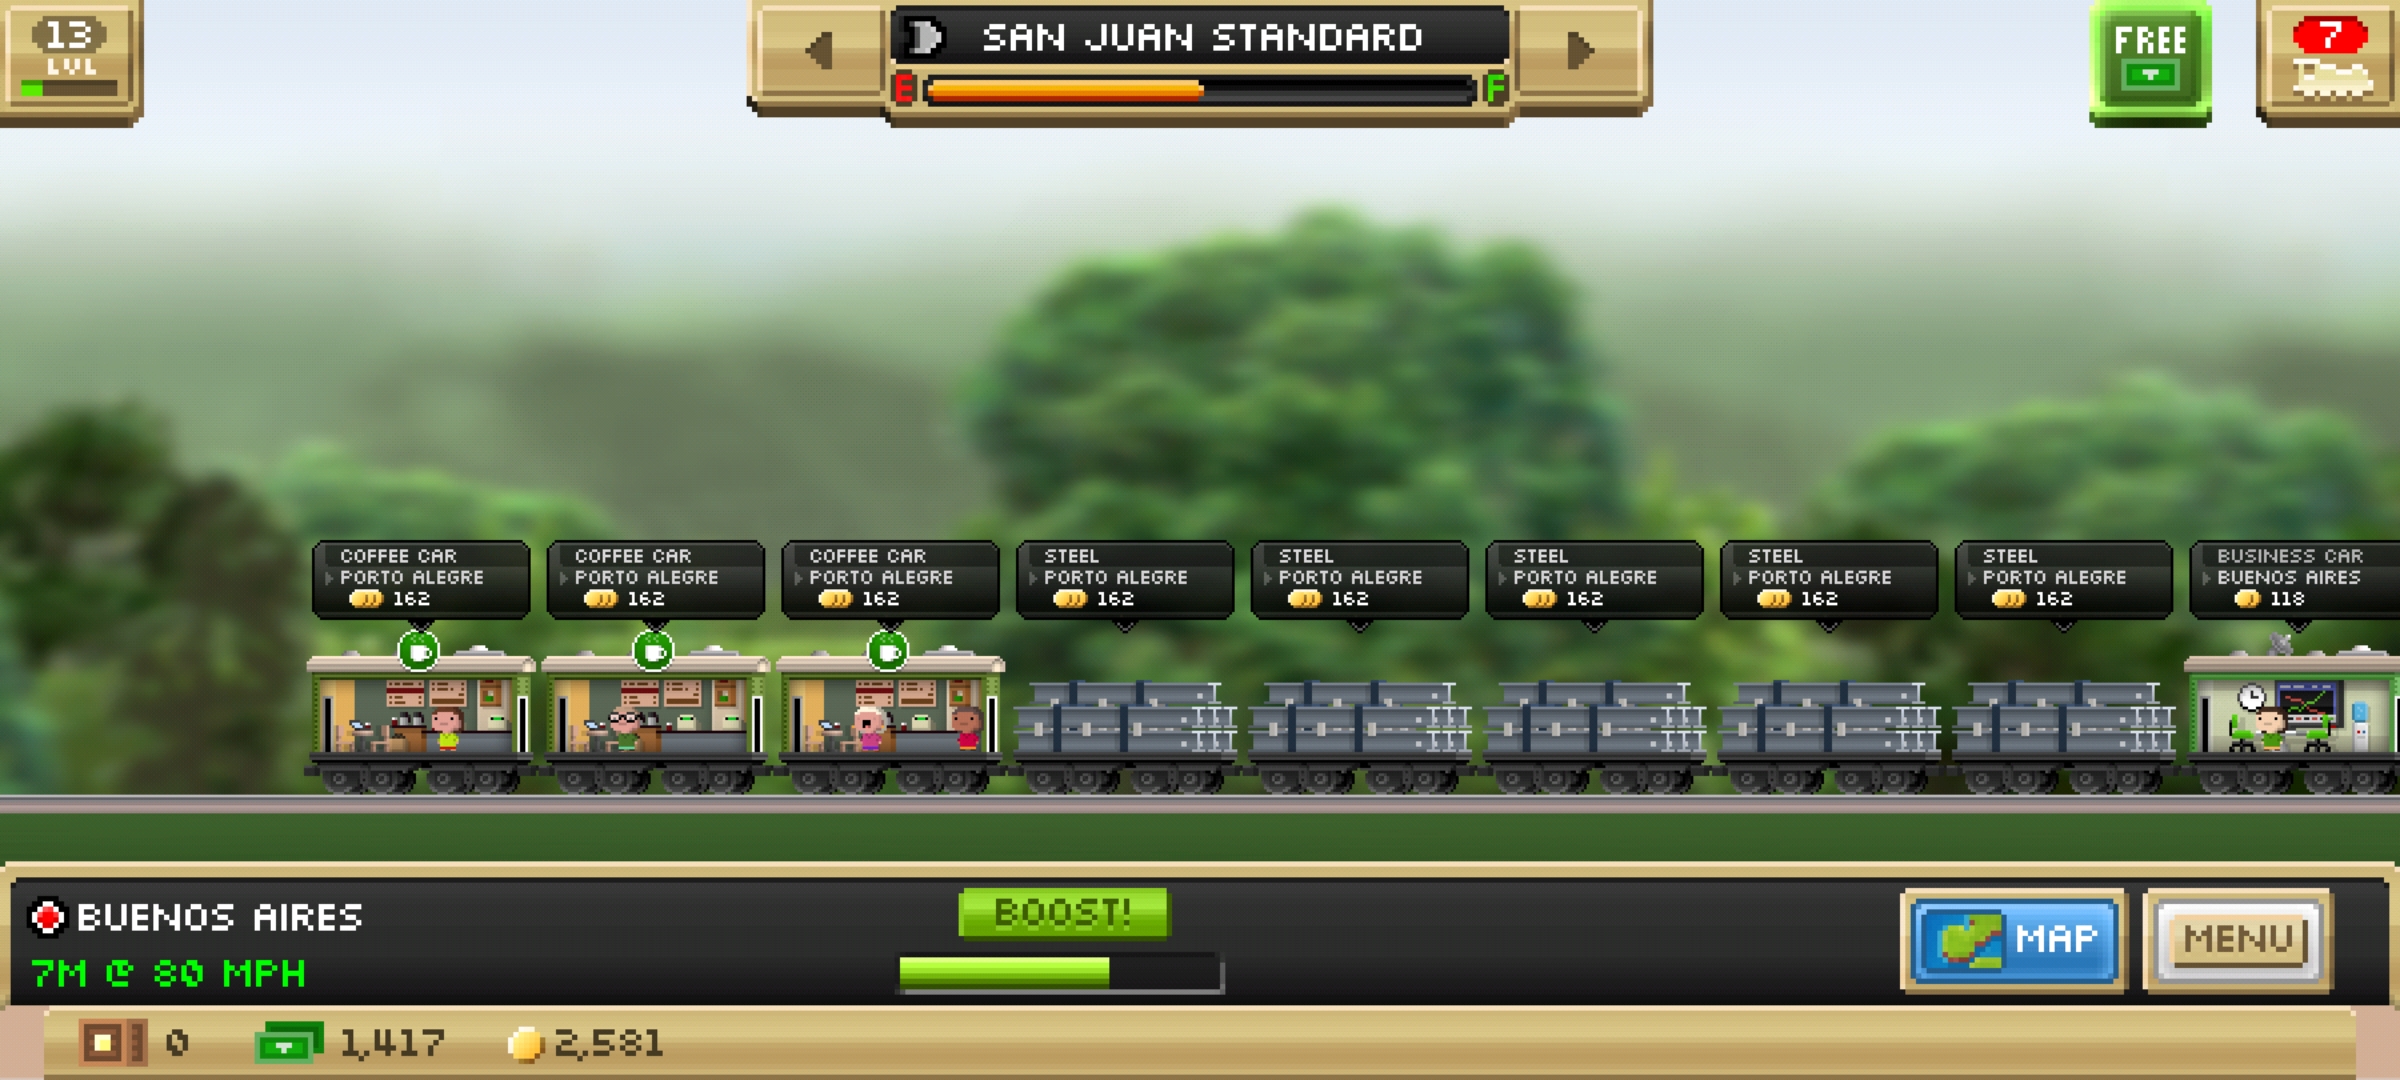 13
LVL
SAN JUAN STANDARD
E F
FREE
7
COFFEE CAR
PORTO ALEGRE
162
COFFEE CAR
PORTO ALEGRE
162
COFFEE CAR
PORTO ALEGRE
162
STEEL
PORTO ALEGRE
162
STEEL
PORTO ALEGRE
162
STEEL
PORTO ALEGRE
162
STEEL
PORTO ALEGRE
162
STEEL
PORTO ALEGRE
162
BUSINESS CAR
BUENOS AIRES
118
BUENOS AIRES
7M @ 80 MPH
BOOST!
MAP
MENU
0
1,417
2,581